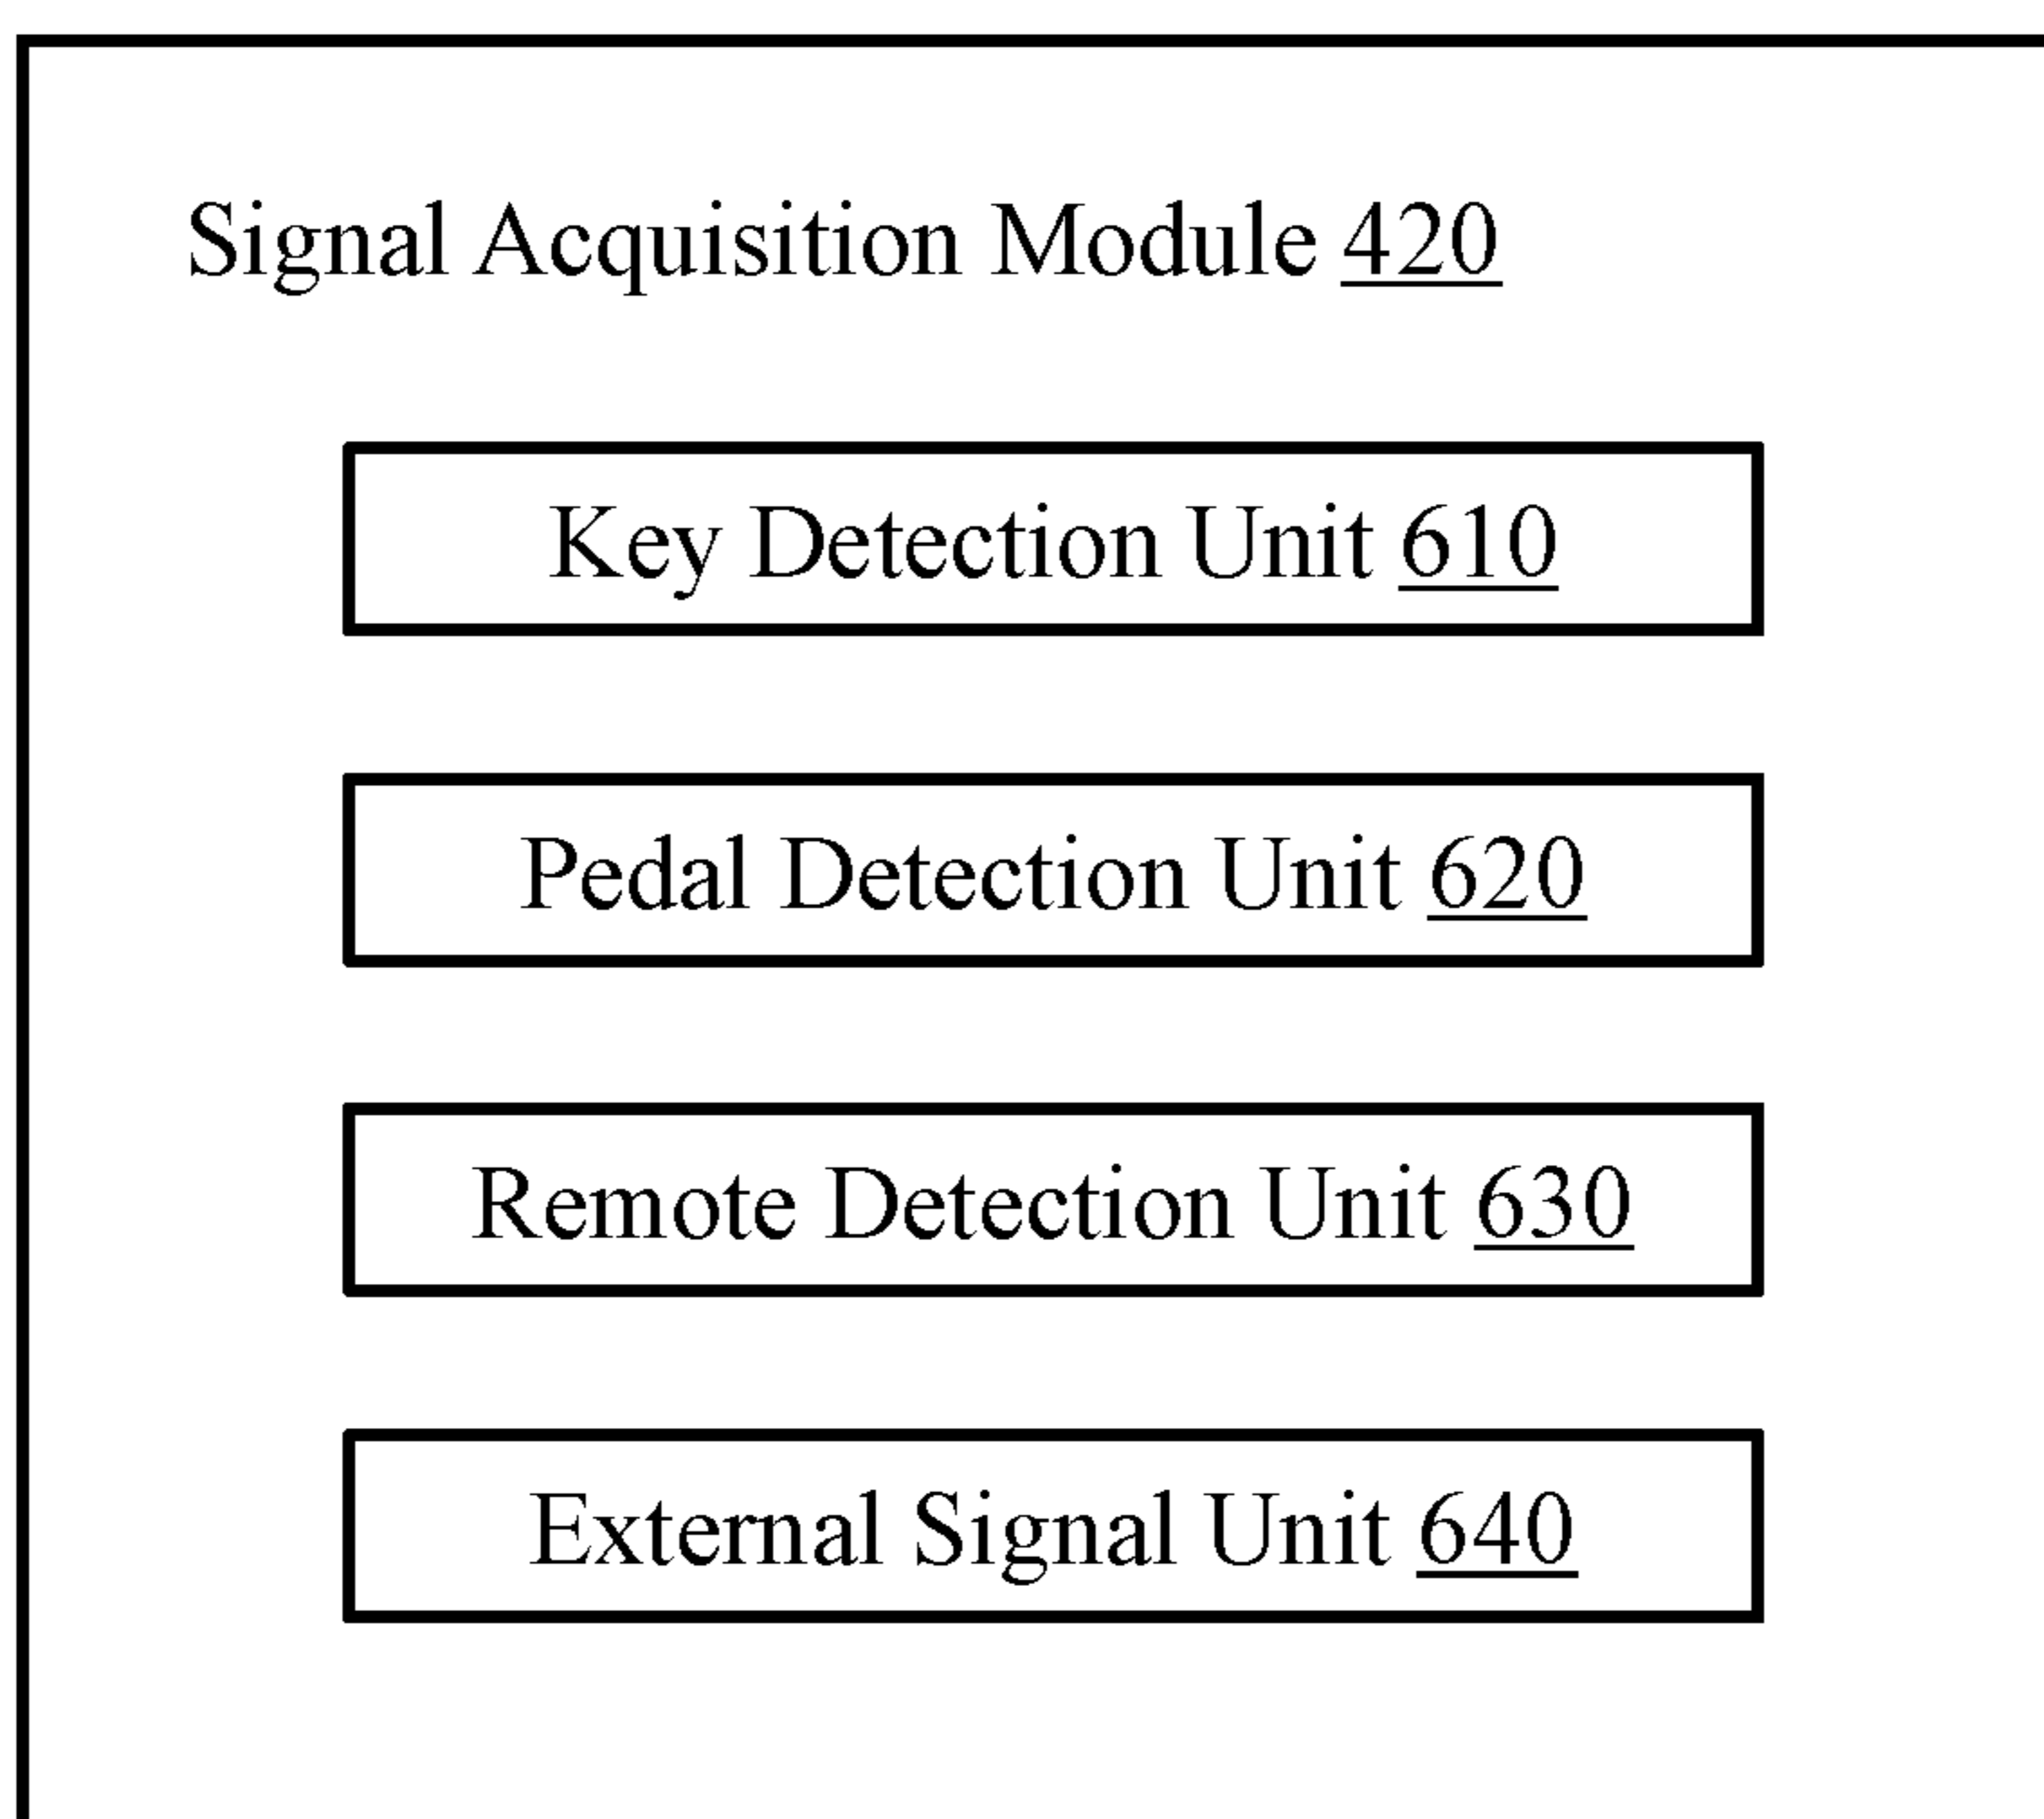 Signal Acquisition Module 420
Key Detection Unit 610
Pedal Detection Unit 620
Remote Detection Unit 630
External Signal Unit 640